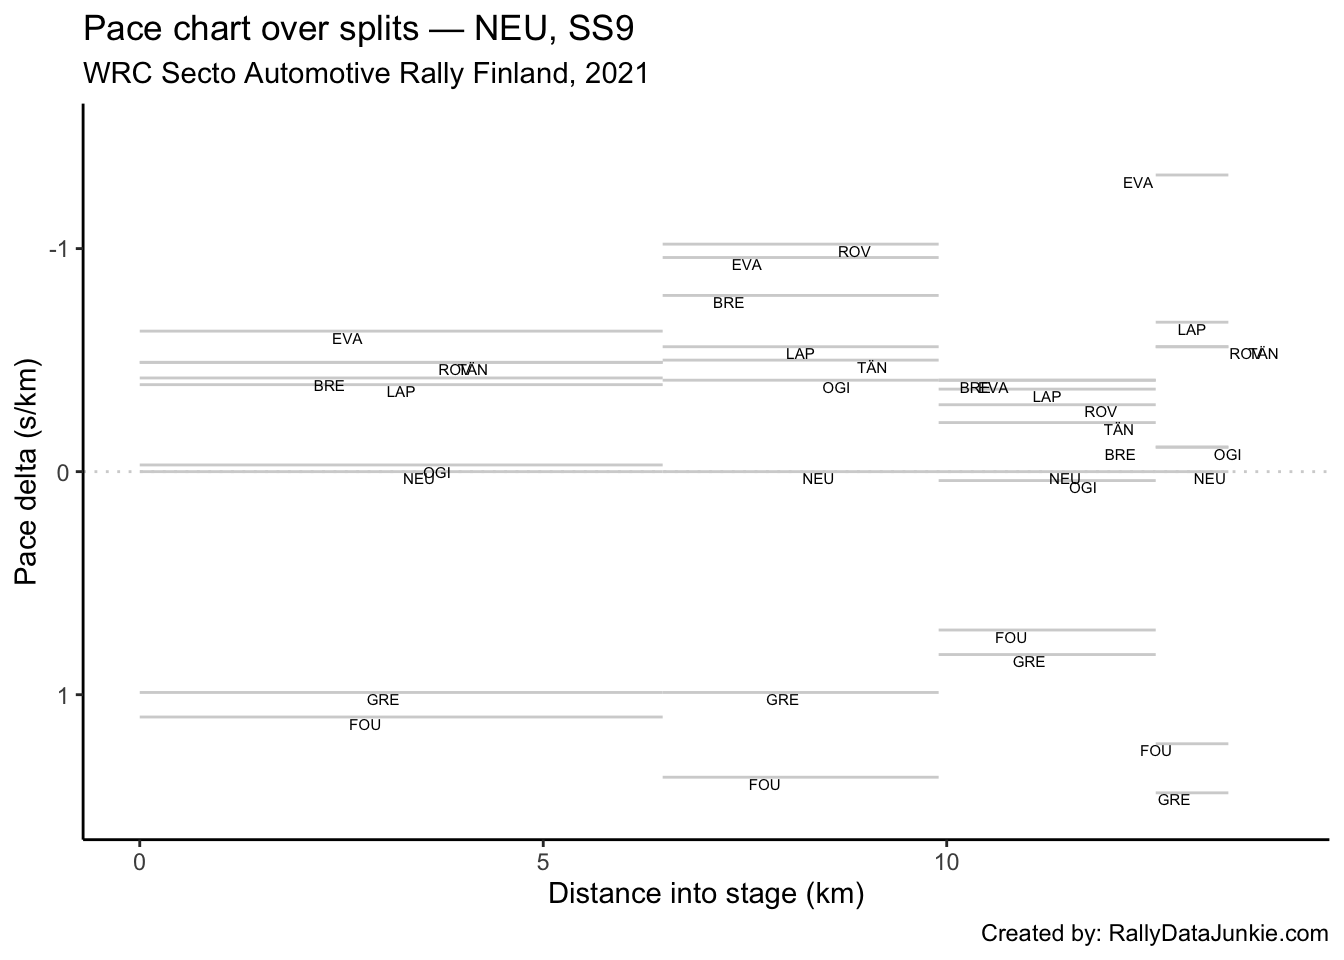 Pace chart over splits — NEU, SS9
WRC Secto Automotive Rally Finland, 2021
Pace delta (s/km)
EVA
-1
ROV
EVA
BRE
LAP
EVA
LAP
ROV TÄN
ROV TÄN
TÄN
BRE
LAP
OGI
BRE EVA
LAP
ROV
TÄN
BRE
OGI
0
NEU
OGI
NEU
NEU
OGI
NEU
FOU
GRE
1
GRE
GRE
FOU
FOU
FOU
GRE
0
5
10
Distance into stage (km)
Created by: RallyDataJunkie.com